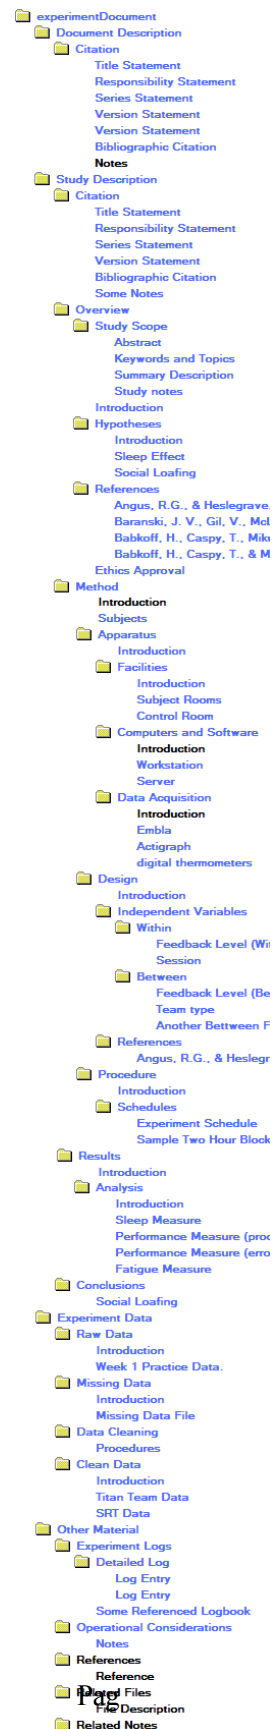 experimentDocument
Document Description
Citation
Title Statement
Responsibility Statement
Series Statement
Version Statement
Version Statement
Bibliographic Citation
Notes
Study Description
Citation
Title Statement
Responsibility Statement
Series Statement
Version Statement
Bibliographic Citation
Some Notes
Overview
Study Scope
Abstract
Keywords and Topics
Summary Description
Study notes
Introduction
Hypotheses
Introduction
Sleep Effect
Social Loafing
References
Angus, R.G., & Heslegrave,
Baranski, J. V., Gil, V., McL
Babkoff, H., Caspy, T., Miku
Babkoff, H., Caspy, T., & M
Ethics Approval
Method
Introduction
Subjects
Apparatus
Introduction
Facilities
Introduction
Subject Rooms
Control Room
Computers and Software
Introduction
Workstation
Server
Data Acquisition
Introduction
Embla
Actigraph
digital thermometers
Design
Introduction
Independent Variables
Within
Feedback Level (Wit
Session
Between
Feedback Level (Be
Team type
Another Bettween F
References
Angus, R.G., & Heslegr
Procedure
Introduction
Schedules
Experiment Schedule
Sample Two Hour Block
Results
Introduction
Analysis
Introduction
Sleep Measure
Performance Measure (proc
Performance Measure (erro
Fatigue Measure
Conclusions
Social Loafing
Experiment Data
Raw Data
Introduction
Week 1 Practice Data.
Missing Data
Introduction
Missing Data File
Data Cleaning
Procedures
Clean Data
Introduction
Titan Team Data
SRT Data
Other Material
Experiment Logs
Detailed Log
Log Entry
Log Entry
Some Referenced Logbook
Operational Considerations
Notes
References
Reference
Related Files
Pag
File Description
Related Notes